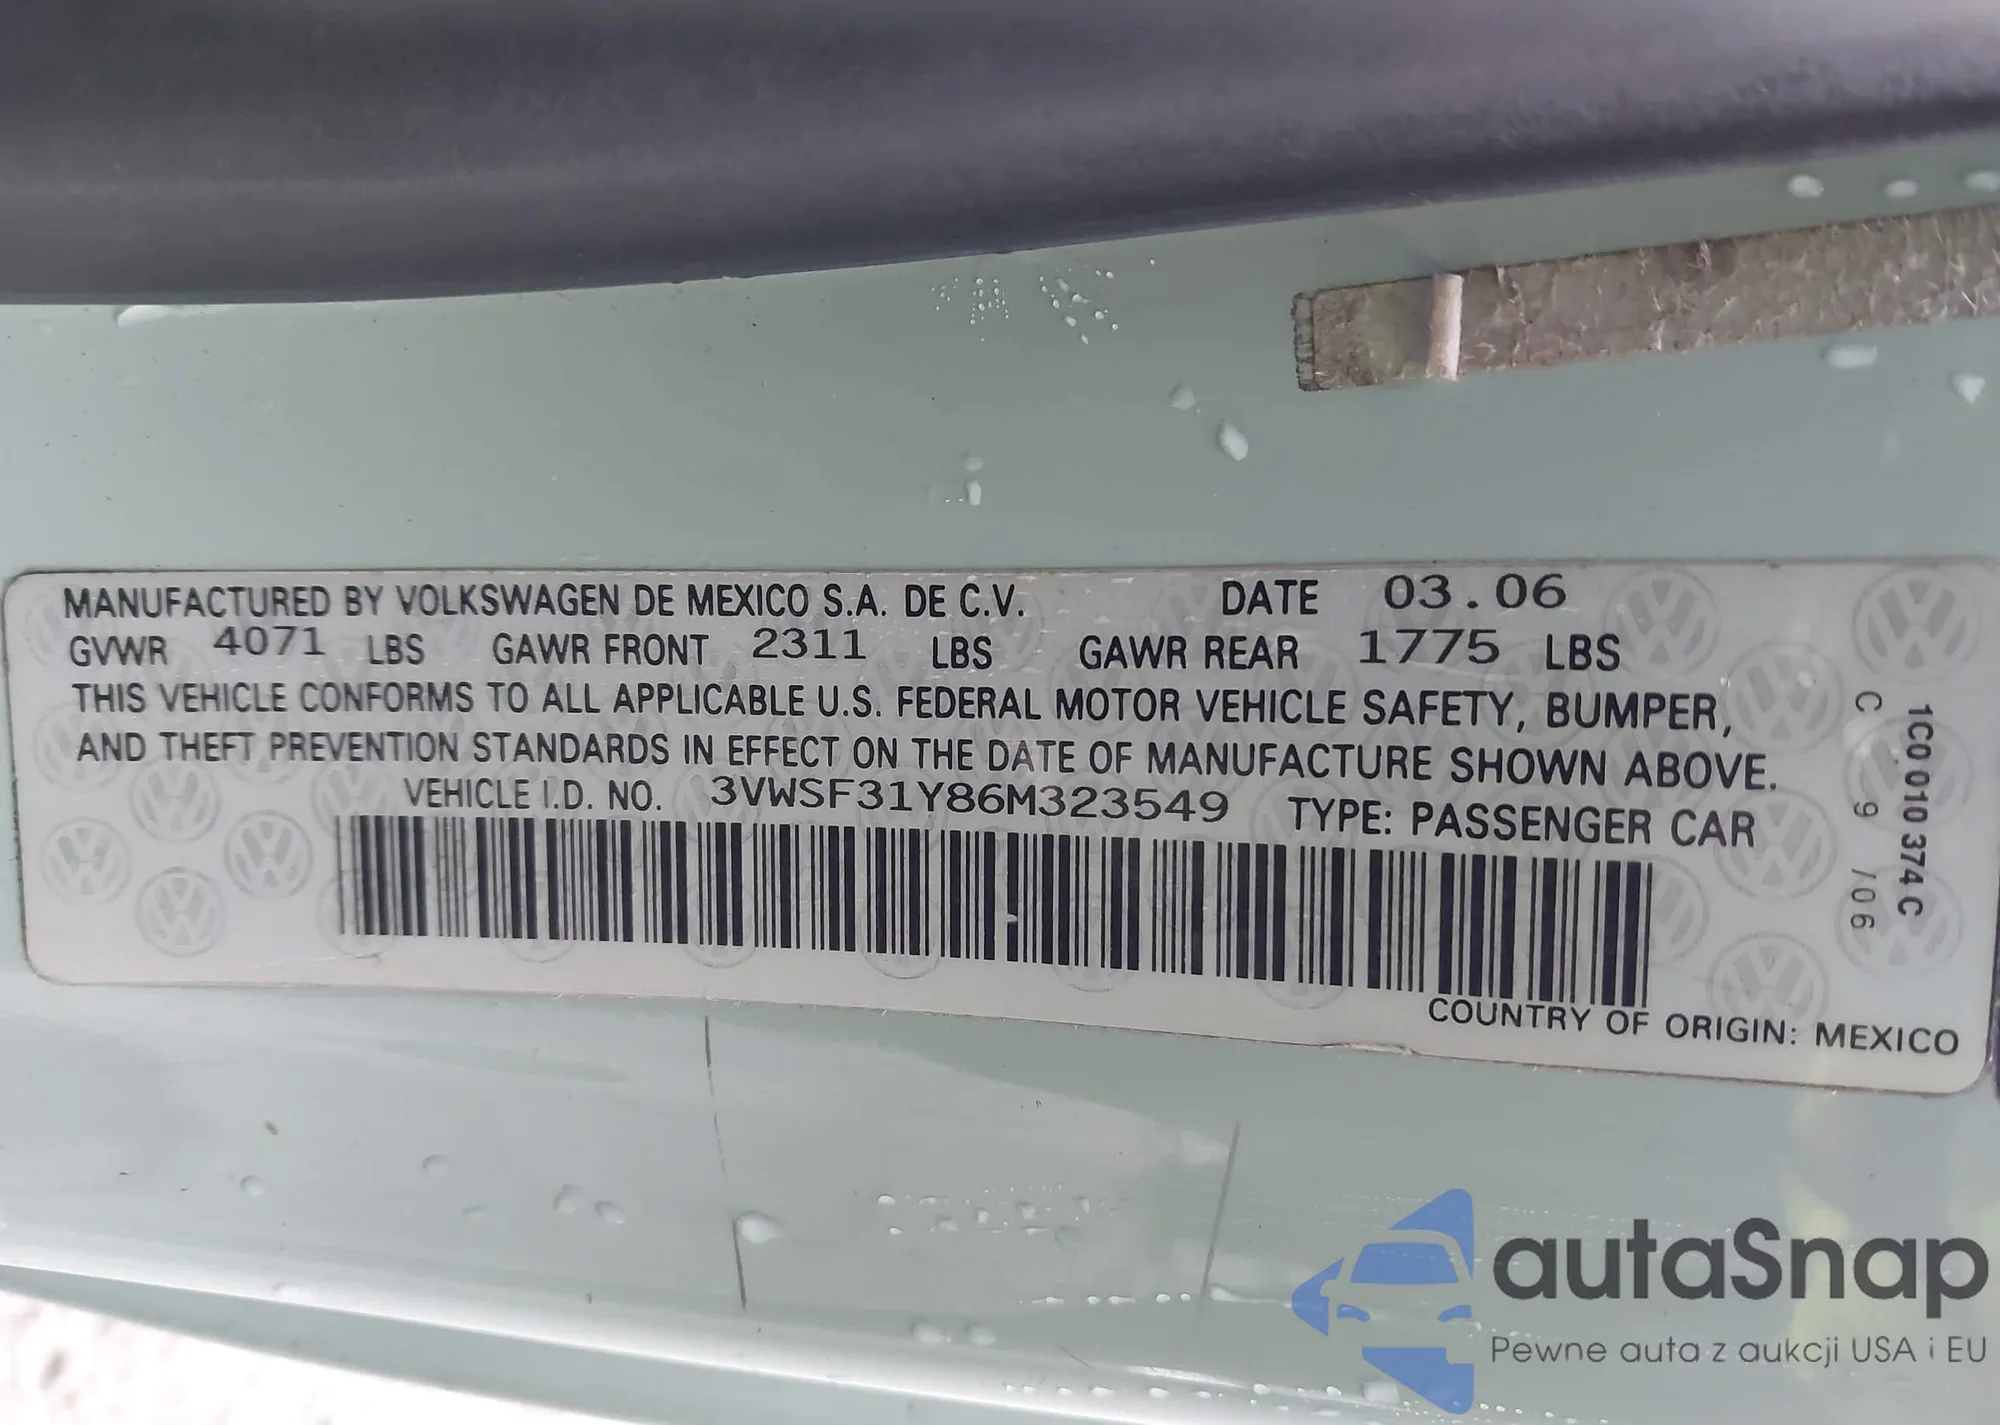 MANUFACTURED BY VOLKSWAGEN DE MEXICO S.A. DE C.V. DATE 03.06
GVWR 4071 LBS GAWR FRONT 2311 LBS GAWR REAR 1775 LBS
THIS VEHICLE CONFORMS TO ALL APPLICABLE U.S. FEDERAL MOTOR VEHICLE SAFETY, BUMPER,
AND THEFT PREVENTION STANDARDS IN EFFECT ON THE DATE OF MANUFACTURE SHOWN ABOVE.
VEHICLE I.D. NO. 3VWSF31Y86M323549 TYPE: PASSENGER CAR
COUNTRY OF ORIGIN: MEXICO
1C0 010 374 C
C 9 /06
autaSnap
Pewne auta z aukcji USA i EU